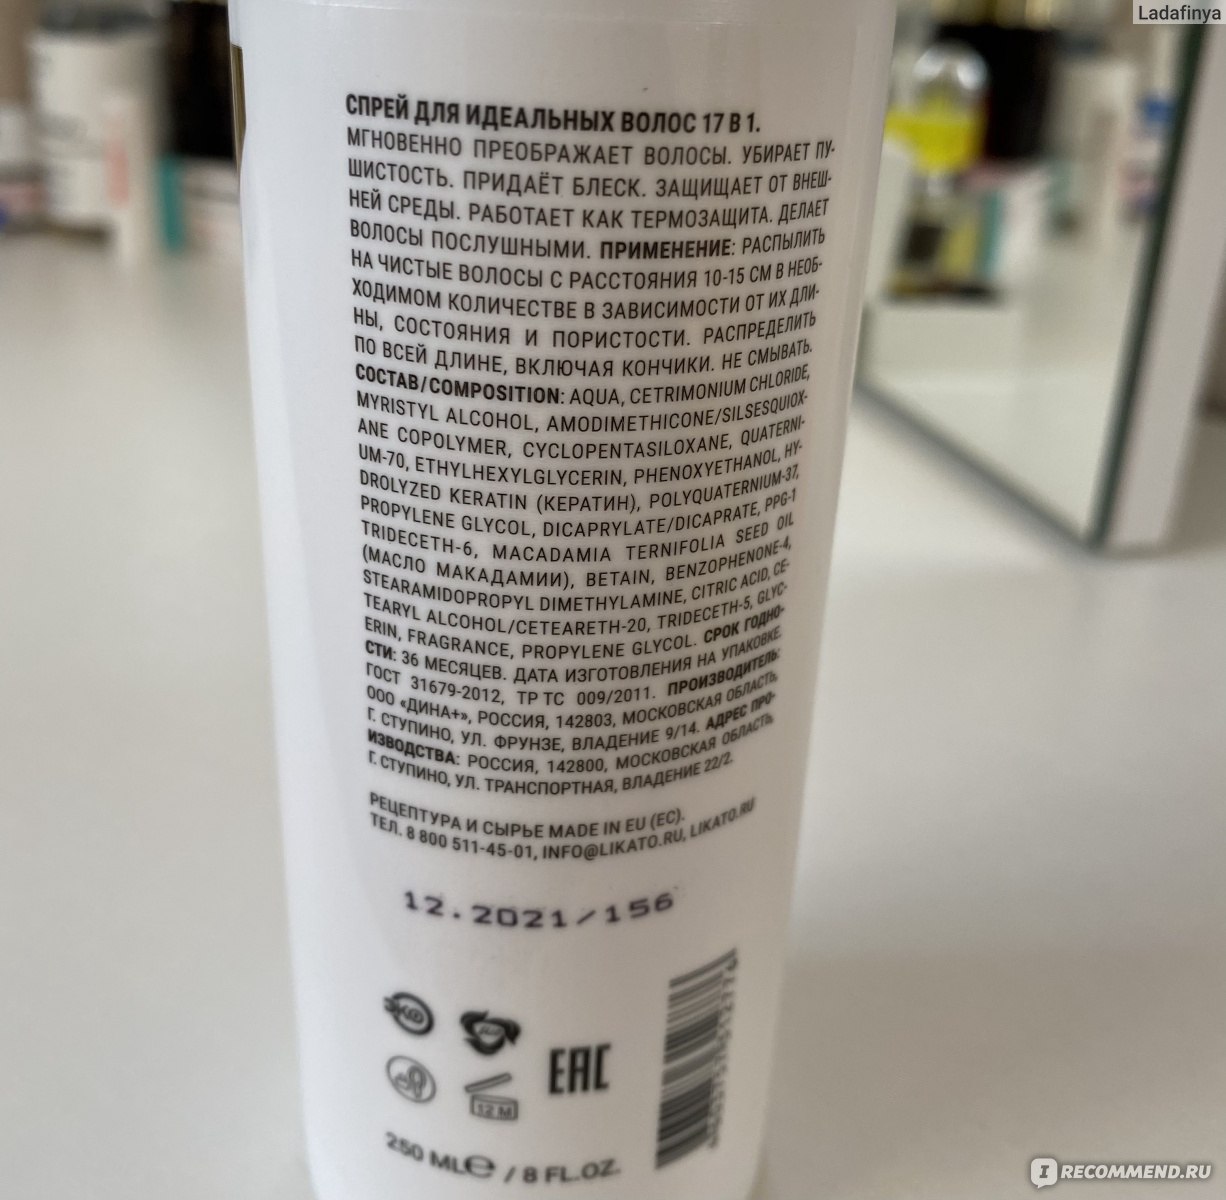 Ladafinya
СПРЕЙ ДЛЯ ИДЕАЛЬНЫХ ВОЛОС 17 В 1.
МГНОВЕННО ПРЕОБРАЖАЕТ ВОЛОСЫ. УБИРАЕТ ПУ-
ШИСТОСТЬ. ПРИДАЁТ БЛЕСК. ЗАЩИЩАЕТ ОТ ВНЕШ-
НЕЙ СРЕДЫ. РАБОТАЕТ КАК ТЕРМОЗАЩИТА. ДЕЛАЕТ
ВОЛОСЫ ПОСЛУШНЫМИ. ПРИМЕНЕНИЕ: РАСПЫЛИТЬ
НА ЧИСТЫЕ ВОЛОСЫ С РАССТОЯНИЯ 10-15 СМ В НЕОБ-
ХОДИМОМ КОЛИЧЕСТВЕ В ЗАВИСИМОСТИ ОТ ИХ ДЛИ-
НЫ, СОСТОЯНИЯ И ПОРИСТОСТИ. РАСПРЕДЕЛИТЬ
ПО ВСЕЙ ДЛИНЕ, ВКЛЮЧАЯ КОНЧИКИ. НЕ СМЫВАТЬ.
СОСТАВ/COMPOSITION: AQUA, CETRIMONIUM CHLORIDE,
MYRISTYL ALCOHOL, AMODIMETHICONE/SILSESQUIOX-
ANE COPOLYMER, CYCLOPENTASILOXANE, QUATERNI-
UM-70, ETHYLHEXYLGLYCERIN, PHENOXYETHANOL, HY-
DROLYZED KERATIN (КЕРАТИН), POLYQUATERNIUM-37,
PROPYLENE GLYCOL, DICAPRYLATE/DICAPRATE, PPG-1
TRIDECETH-6, MACADAMIA TERNIFOLIA SEED OIL
(МАСЛО МАКАДАМИИ), BETAIN, BENZOPHENONE-4,
STEARAMIDOPROPYL DIMETHYLAMINE, CITRIC ACID, CE-
TEARYL ALCOHOL/CETEARETH-20, TRIDECETH-5, GLYC-
ERIN, FRAGRANCE, PROPYLENE GLYCOL. СРОК ГОДНО-
СТИ: 36 МЕСЯЦЕВ. ДАТА ИЗГОТОВЛЕНИЯ НА УПАКОВКЕ.
ГОСТ 31679-2012, ТР ТС 009/2011. ПРОИЗВОДИТЕЛЬ:
ООО «ДИНА+», РОССИЯ, 142803, МОСКОВСКАЯ ОБЛАСТЬ,
Г. СТУПИНО, УЛ. ФРУНЗЕ, ВЛАДЕНИЕ 9/14. АДРЕС ПРО-
ИЗВОДСТВА: РОССИЯ, 142800, МОСКОВСКАЯ ОБЛАСТЬ,
Г. СТУПИНО, УЛ. ТРАНСПОРТНАЯ, ВЛАДЕНИЕ 22/2.
РЕЦЕПТУРА И СЫРЬЕ MADE IN EU (ЕС).
ТЕЛ. 8 800 511-45-01, INFO@LIKATO.RU, LIKATO.RU
12.2021/156
ЭКО
EAC
12 M
250 ML e / 8 FL.OZ.
I RECOMMEND.RU